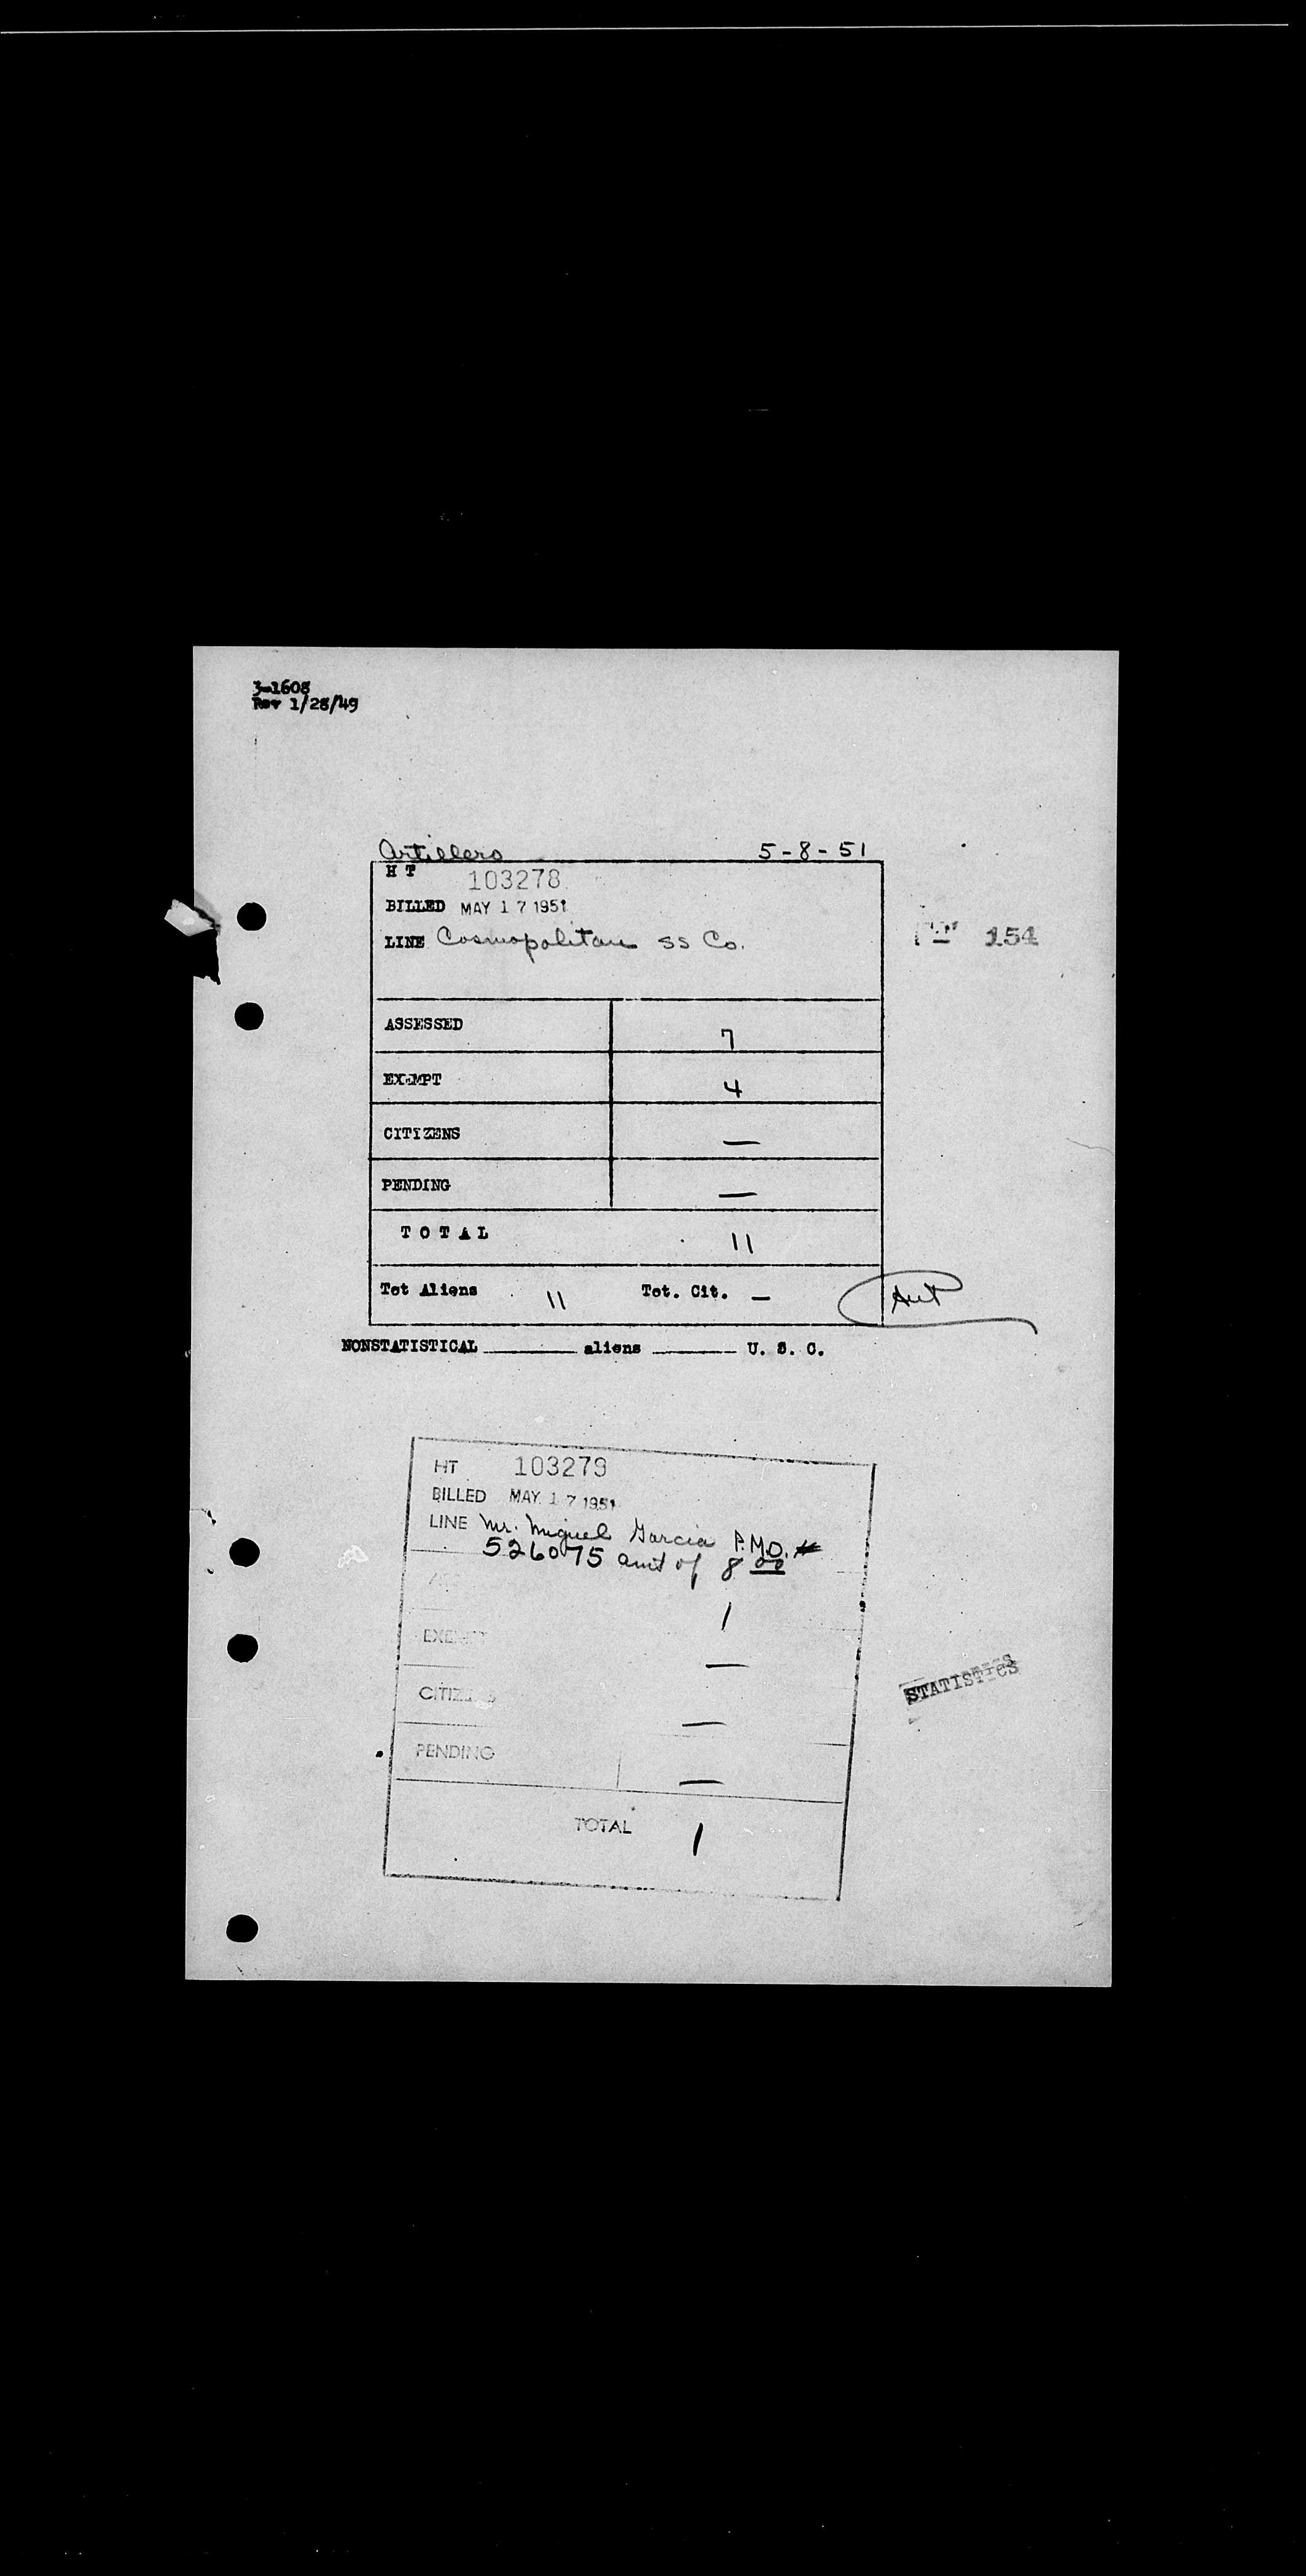 3-1608
Rev 1/28/49
Artillero 5-8-51
H T 103278
BILLED MAY 17 1951
LINE Cosmopolitan SS Co.
154
ASSESSED 7
EXEMPT 4
CITIZENS —
PENDING —
T O T A L 11
Tot Aliens 11 Tot. Cit. —
NONSTATISTICAL ________ aliens ________ U. S. C.
HT 103279
BILLED MAY 17 1951
LINE Mr. Miguel Garcia P.M.O. #
526075 amt of 8 00
1
EXEMPT —
CITIZENS —
PENDING —
TOTAL 1
STATISTICS